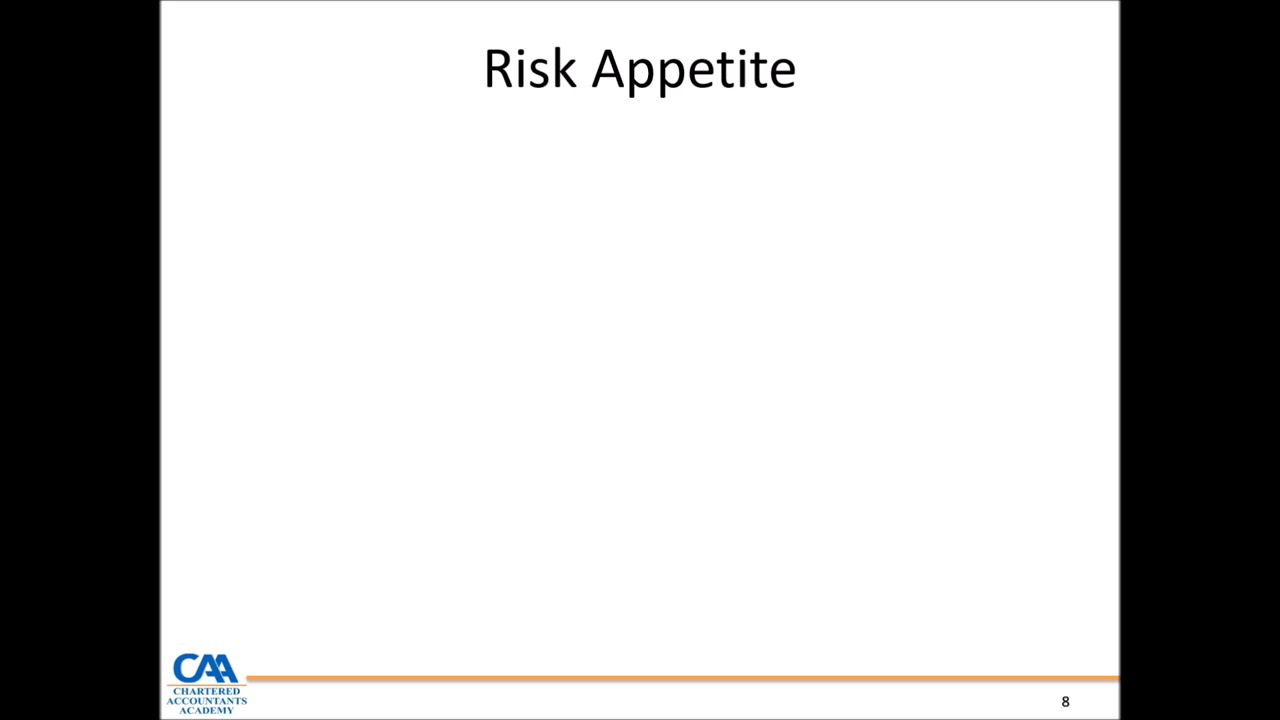 Risk Appetite
CAA
CHARTERED
ACCOUNTANTS
ACADEMY
8